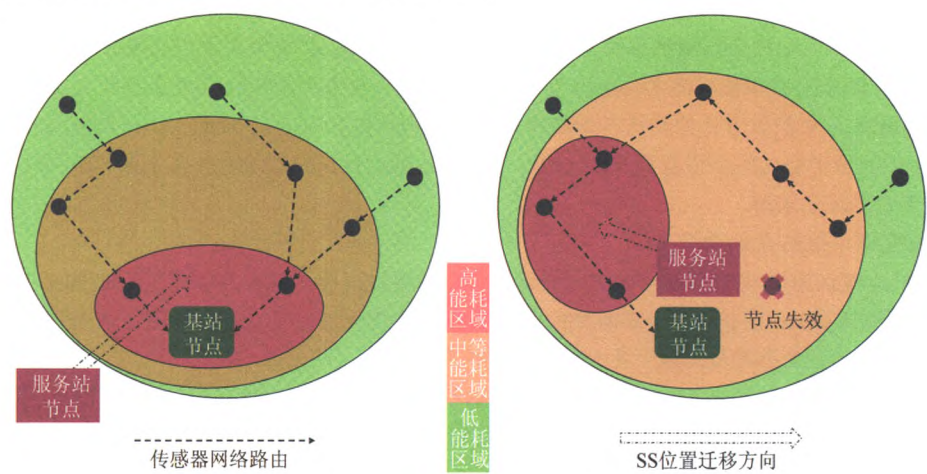 基站
节点
服务站
节点
传感器网络路由
高
能耗
区域
中等
能耗
区域
低
能耗
区域
服务站
节点
基站
节点
节点失效
SS位置迁移方向